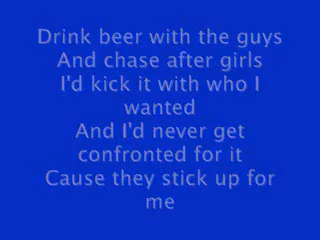 Drink beer with the guys
And chase after girls
I'd kick it with who I
wanted
And I'd never get
confronted for it
Cause they stick up for
me